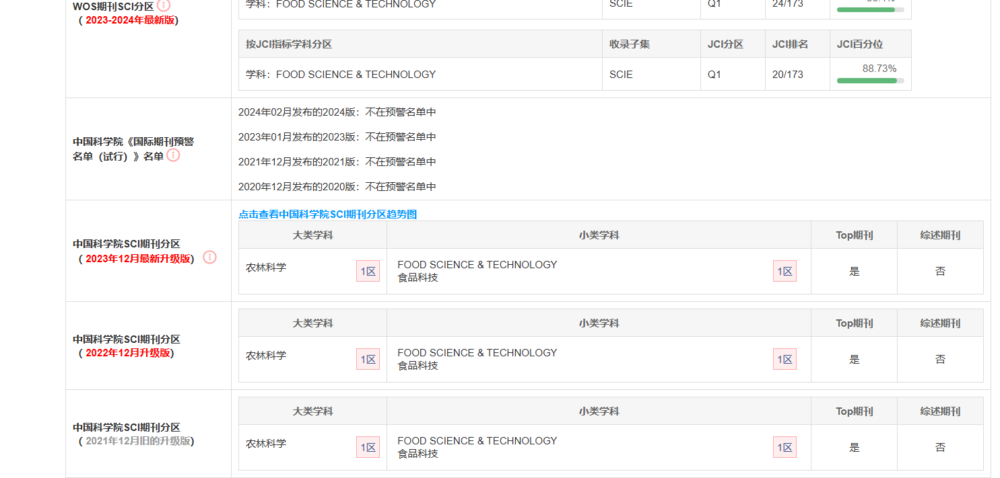 WOS期刊SCI分区
（ 2023-2024年最新版)
学科：FOOD SCIENCE & TECHNOLOGY SCIE Q1 24/173
按JCI指标学科分区 收录子集 JCI分区 JCI排名 JCI百分位
学科：FOOD SCIENCE & TECHNOLOGY SCIE Q1 20/173 88.73%
中国科学院《国际期刊预警
名单（试行）》名单
2024年02月发布的2024版：不在预警名单中
2023年01月发布的2023版：不在预警名单中
2021年12月发布的2021版：不在预警名单中
2020年12月发布的2020版：不在预警名单中
中国科学院SCI期刊分区
（ 2023年12月最新升级版)
点击查看中国科学院SCI期刊分区趋势图
大类学科 小类学科 Top期刊 综述期刊
农林科学 1区 FOOD SCIENCE & TECHNOLOGY
食品科技 1区 是 否
中国科学院SCI期刊分区
（ 2022年12月升级版)
大类学科 小类学科 Top期刊 综述期刊
农林科学 1区 FOOD SCIENCE & TECHNOLOGY
食品科技 1区 是 否
中国科学院SCI期刊分区
（ 2021年12月旧的升级版)
大类学科 小类学科 Top期刊 综述期刊
农林科学 1区 FOOD SCIENCE & TECHNOLOGY
食品科技 1区 是 否